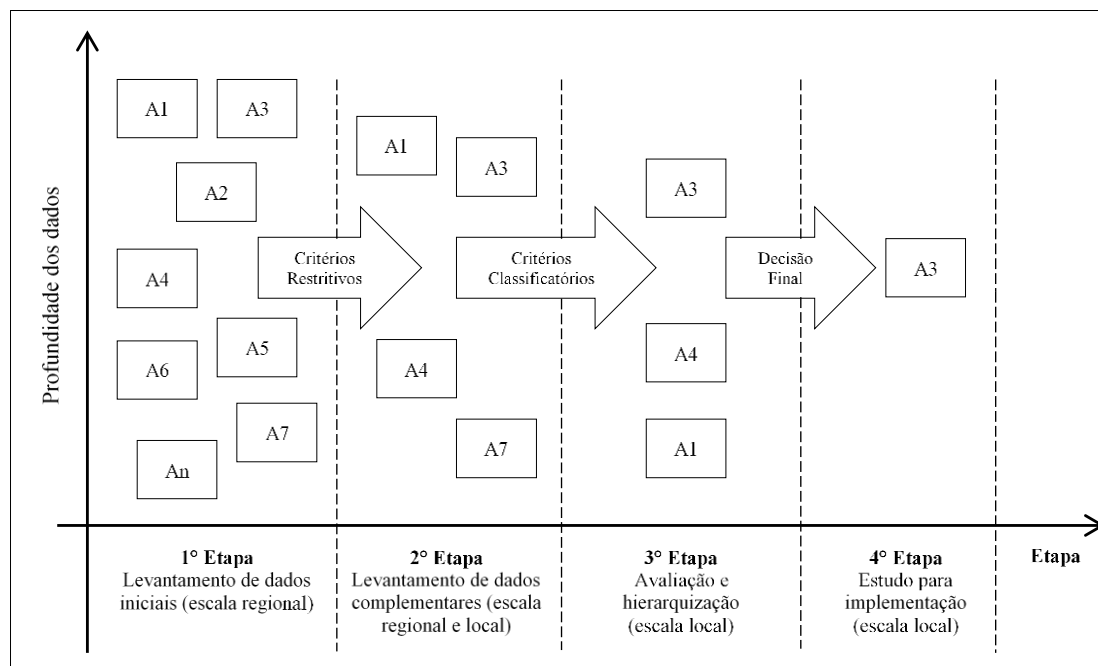 Profundidade dos dados
A1
A3
A2
A4
A5
A6
A7
An
Critérios
Restritivos
A1
A3
A4
A7
Critérios
Classificatórios
A3
A4
A1
Decisão
Final
A3
1° Etapa
Levantamento de dados
iniciais (escala regional)
2° Etapa
Levantamento de dados
complementares (escala
regional e local)
3° Etapa
Avaliação e
hierarquização
(escala local)
4° Etapa
Estudo para
implementação
(escala local)
Etapa